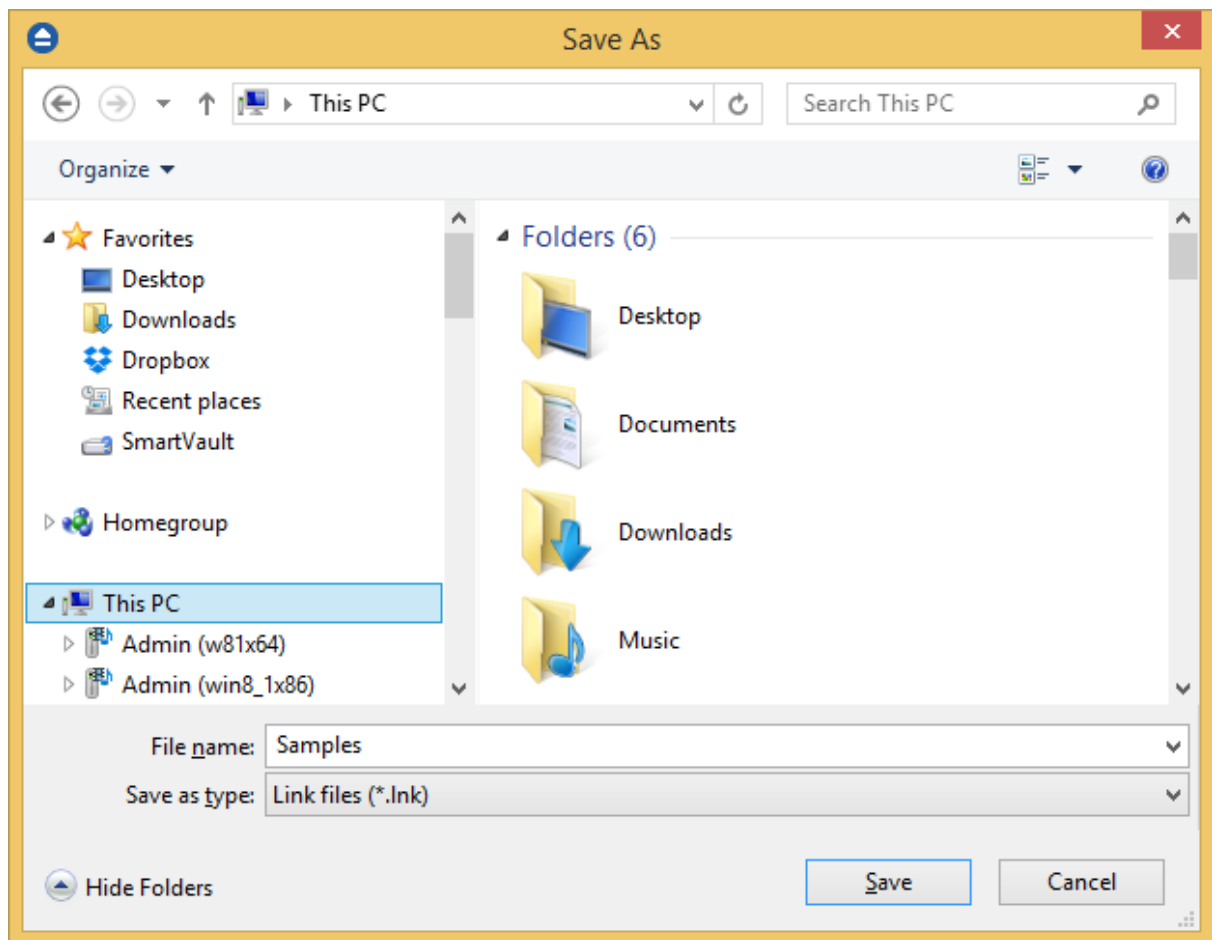 Save As
This PC
Search This PC
Organize
Favorites
Desktop
Downloads
Dropbox
Recent places
SmartVault
Homegroup
This PC
Admin (w81x64)
Admin (win8_1x86)
Folders (6)
Desktop
Documents
Downloads
Music
File name: Samples
Save as type: Link files (*.lnk)
Hide Folders
Save
Cancel